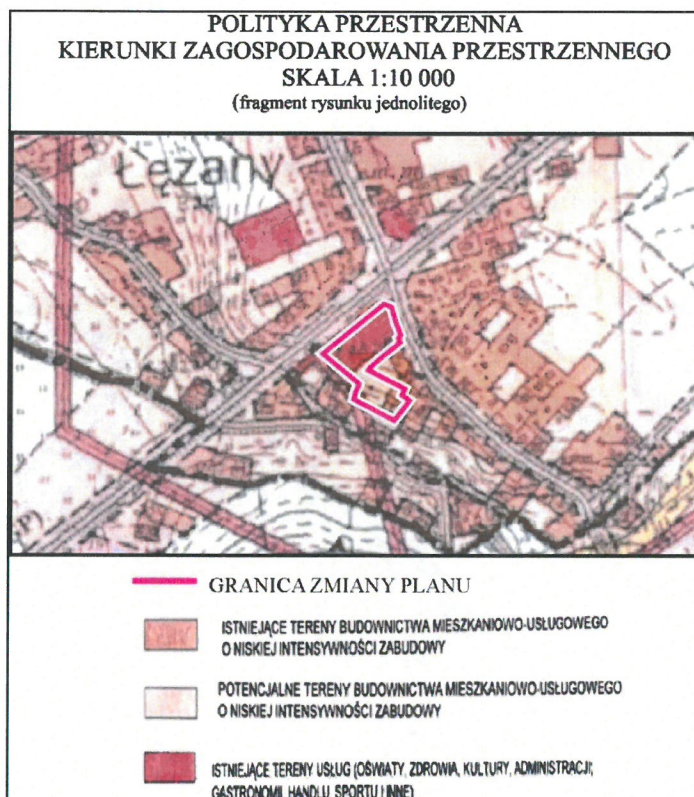 POLITYKA PRZESTRZENNA
KIERUNKI ZAGOSPODAROWANIA PRZESTRZENNEGO
SKALA 1:10 000
(fragment rysunku jednolitego)
Łężany
GRANICA ZMIANY PLANU
ISTNIEJĄCE TERENY BUDOWNICTWA MIESZKANIOWO-USŁUGOWEGO
O NISKIEJ INTENSYWNOŚCI ZABUDOWY
POTENCJALNE TERENY BUDOWNICTWA MIESZKANIOWO-USŁUGOWEGO
O NISKIEJ INTENSYWNOŚCI ZABUDOWY
ISTNIEJĄCE TERENY USŁUG (OŚWIATY, ZDROWIA, KULTURY, ADMINISTRACJI;
GASTRONOMII, HANDLU, SPORTU I INNE)